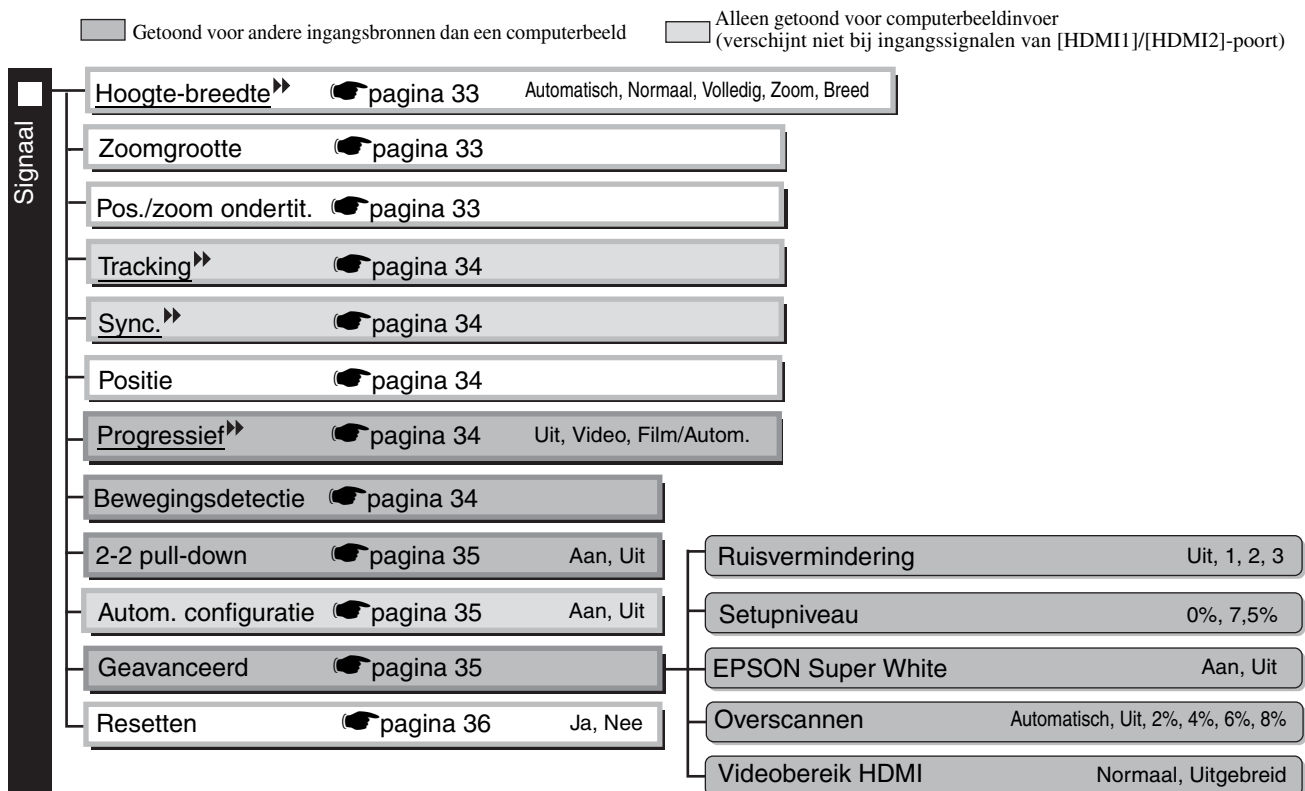 Getoond voor andere ingangsbronnen dan een computerbeeld
Alleen getoond voor computerbeeldinvoer
(verschijnt niet bij ingangssignalen van [HDMI1]/[HDMI2]-poort)
Signaal
Hoogte-breedte pagina 33 Automatisch, Normaal, Volledig, Zoom, Breed
Zoomgrootte pagina 33
Pos./zoom ondertit. pagina 33
Tracking pagina 34
Sync. pagina 34
Positie pagina 34
Progressief pagina 34 Uit, Video, Film/Autom.
Bewegingsdetectie pagina 34
2-2 pull-down pagina 35 Aan, Uit
Autom. configuratie pagina 35 Aan, Uit
Geavanceerd pagina 35
Resetten pagina 36 Ja, Nee
Ruisvermindering Uit, 1, 2, 3
Setupniveau 0%, 7,5%
EPSON Super White Aan, Uit
Overscannen Automatisch, Uit, 2%, 4%, 6%, 8%
Videobereik HDMI Normaal, Uitgebreid